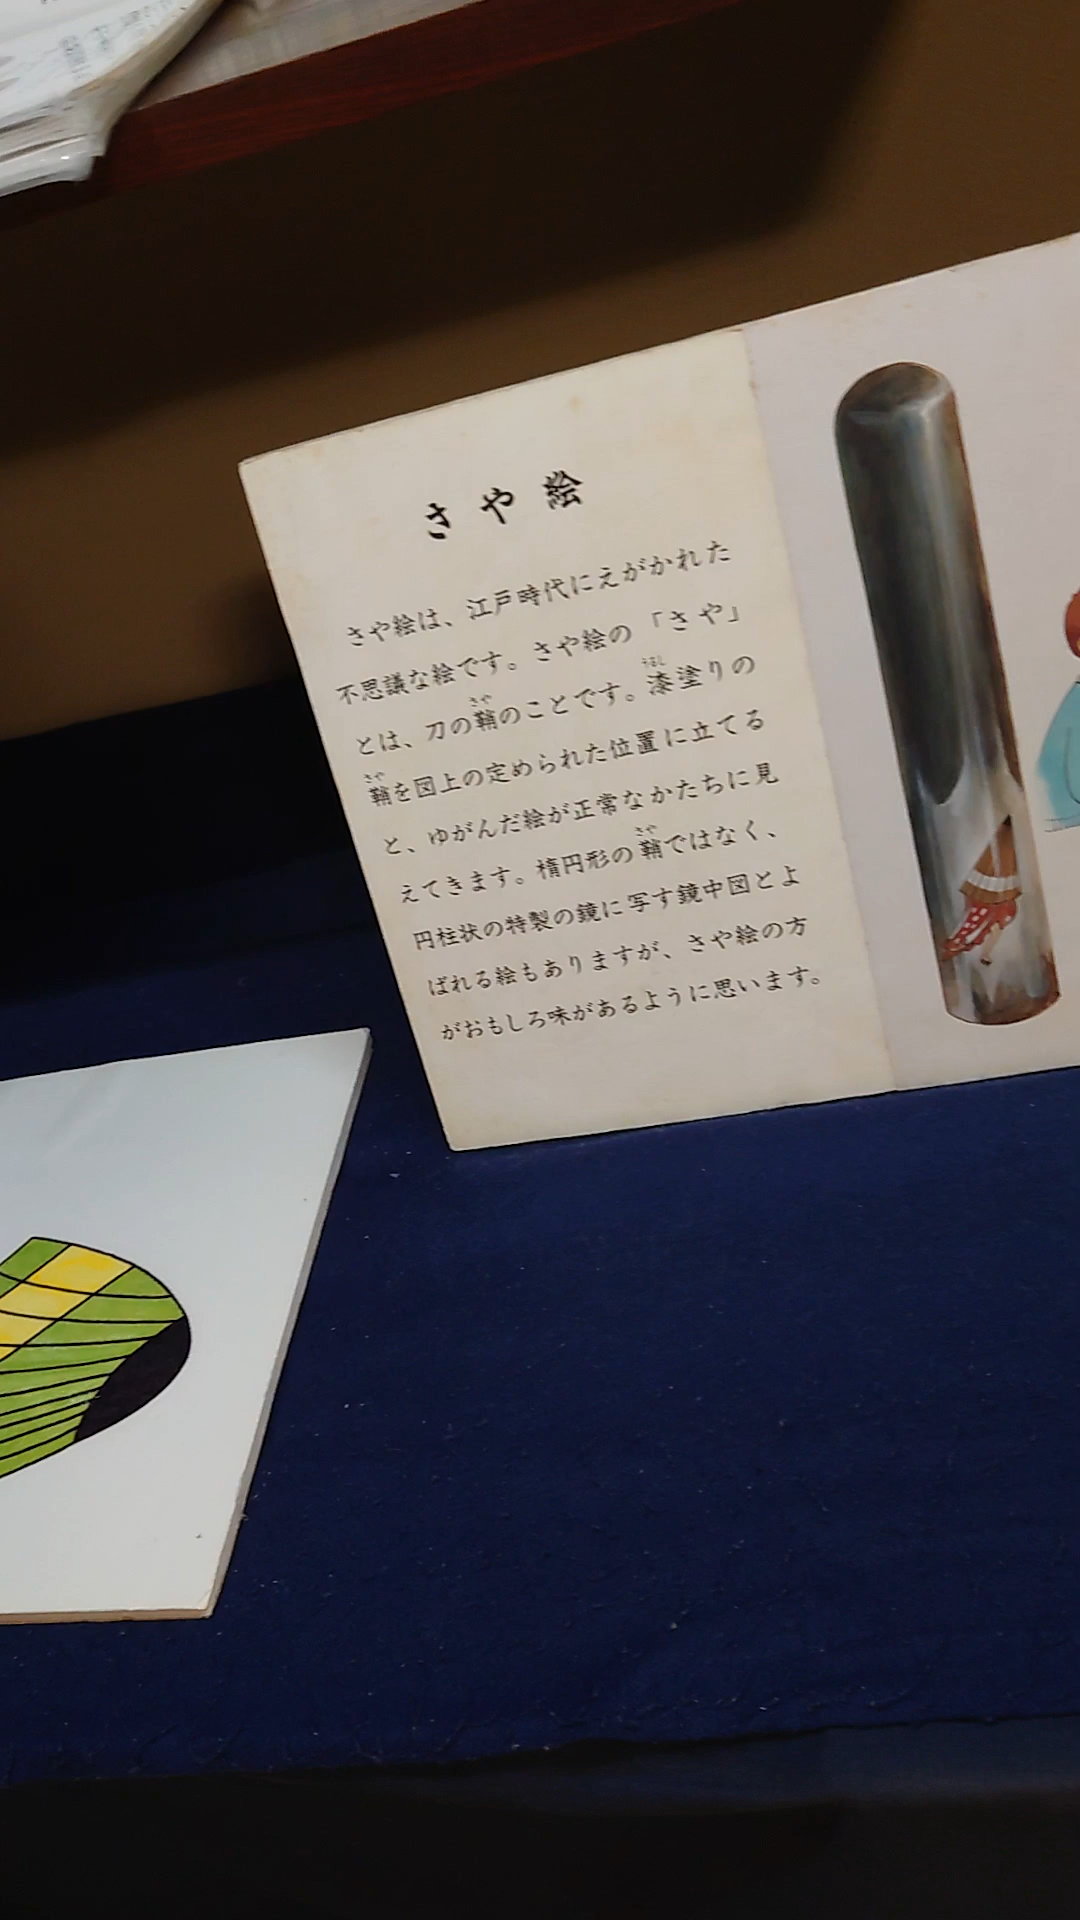 さや絵
さや絵は、江戸時代にえがかれた
不思議な絵です。さや絵の「さや」
とは、刀の鞘のことです。漆塗りの
鞘を図上の定められた位置に立てる
と、ゆがんだ絵が正常なかたちに見
えてきます。楕円形の鞘ではなく、
円柱状の特製の鏡に写す鏡中図とよ
ばれる絵もありますが、さや絵の方
がおもしろ味があるように思います。